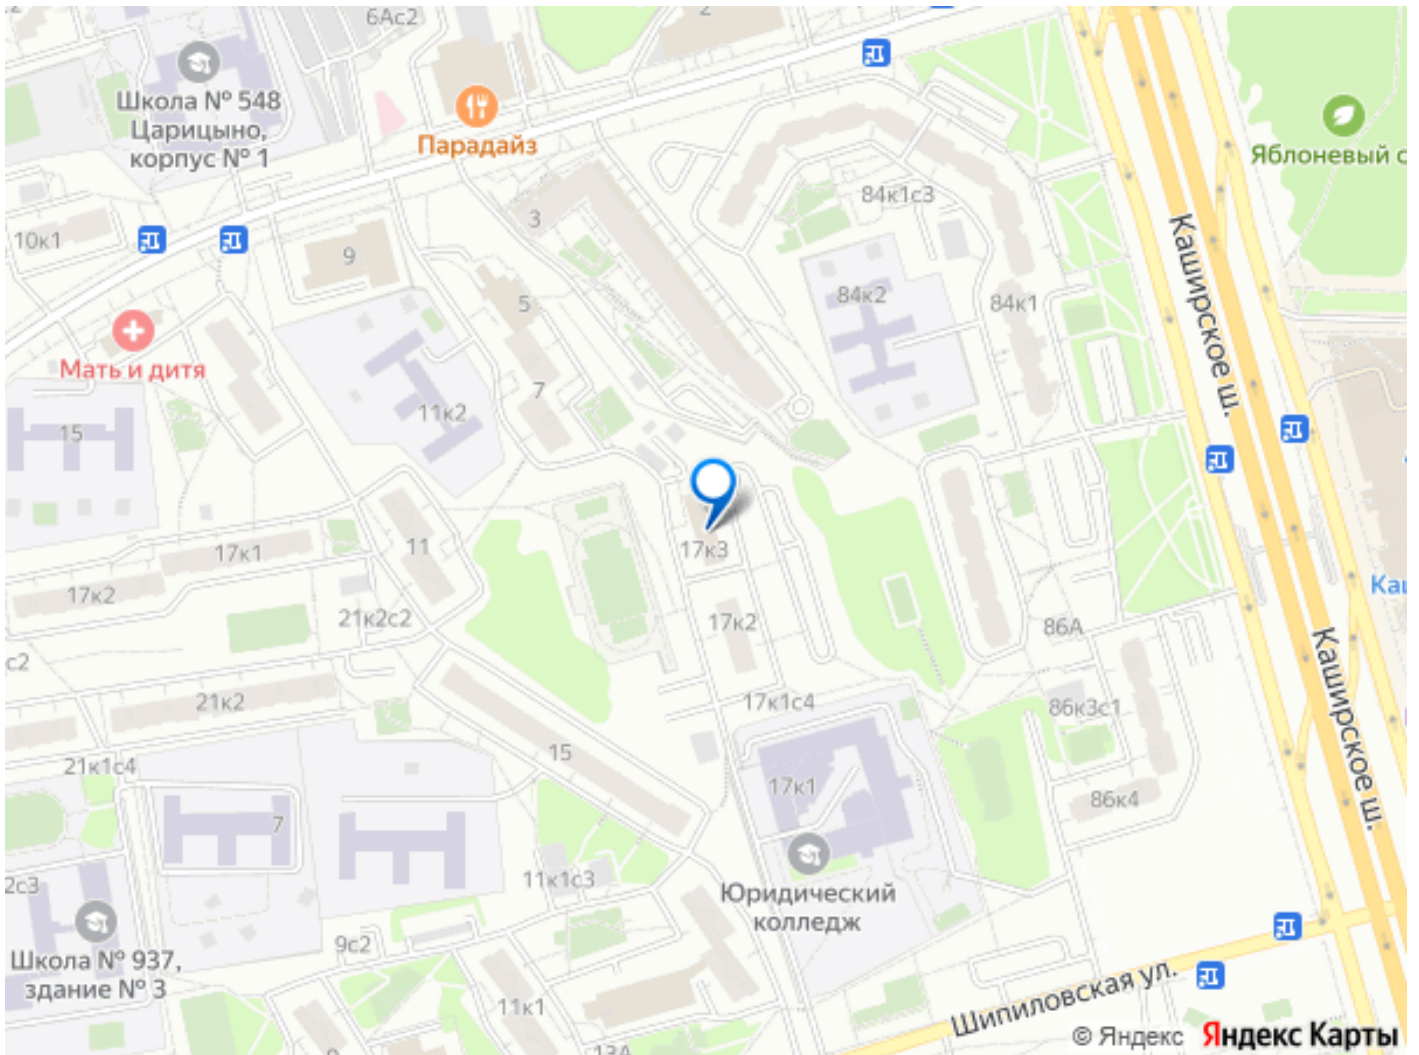 6Ас2
2
Школа № 548
Царицыно,
корпус № 1
Парадайз
Яблоневый с
84к1с3
3
10к1
9
Каширское ш.
84к2
84к1
5
Мать и дитя
7
11к2
15
11
17к3
17к1
17к2
21к2с2
17к2
86А
Каш
с2
21к2
17к1с4
86к3с1
Каширское ш.
15
21к1с4
17к1
86к4
7
11к1с3
2с3
Юридический
колледж
9с2
Школа № 937,
здание № 3
11к1
Шипиловская ул.
13А
© Яндекс Яндекс Карты